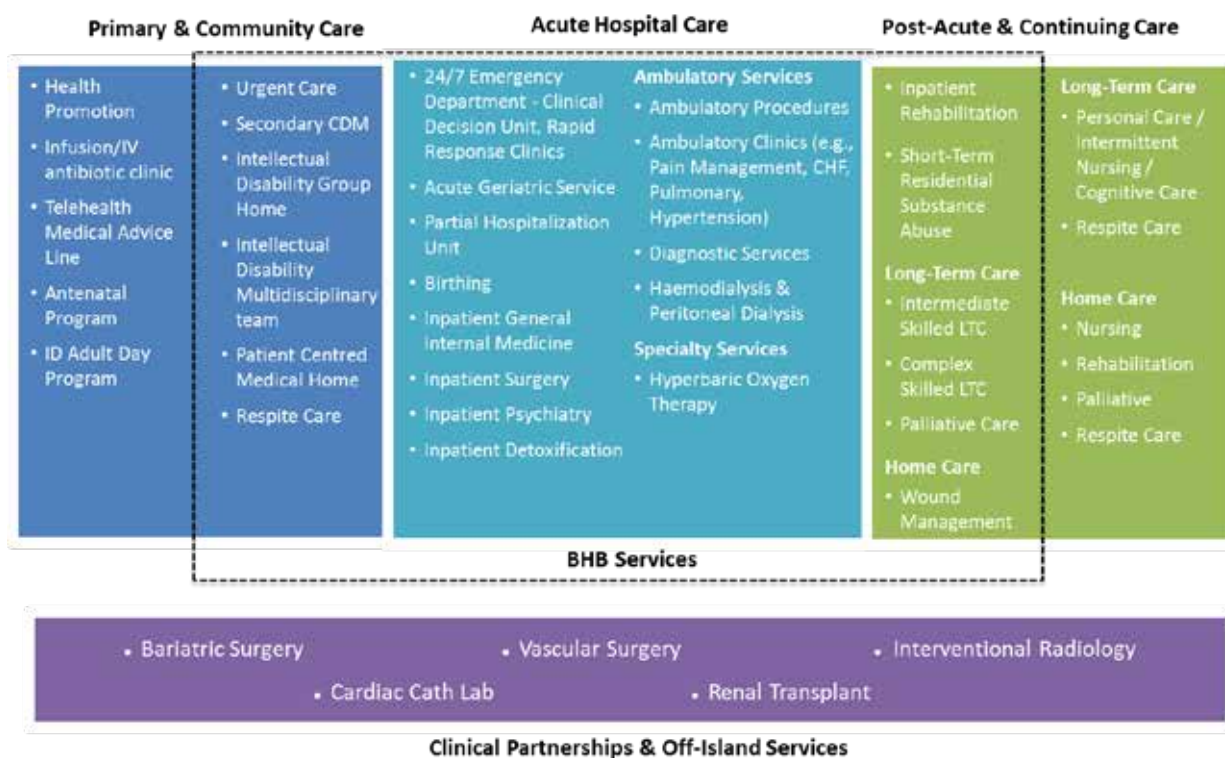 Primary & Community Care
Acute Hospital Care
Post-Acute & Continuing Care
• Health
Promotion
• Infusion/IV
antibiotic clinic
• Telehealth
Medical Advice
Line
• Antenatal
Program
• ID Adult Day
Program
• Urgent Care
• Secondary CDM
• Intellectual
Disability Group
Home
• Intellectual
Disability
Multidisciplinary
team
• Patient Centred
Medical Home
• Respite Care
• 24/7 Emergency
Department - Clinical
Decision Unit, Rapid
Response Clinics
• Acute Geriatric Service
• Partial Hospitalization
Unit
• Birthing
• Inpatient General
Internal Medicine
• Inpatient Surgery
• Inpatient Psychiatry
• Inpatient Detoxification
Ambulatory Services
• Ambulatory Procedures
• Ambulatory Clinics (e.g.,
Pain Management, CHF,
Pulmonary,
Hypertension)
• Diagnostic Services
• Haemodialysis &
Peritoneal Dialysis
Specialty Services
• Hyperbaric Oxygen
Therapy
• Inpatient
Rehabilitation
• Short-Term
Residential
Substance
Abuse
Long-Term Care
• Intermediate
Skilled LTC
• Complex
Skilled LTC
• Palliative Care
Home Care
• Wound
Management
Long-Term Care
• Personal Care /
Intermittent
Nursing /
Cognitive Care
• Respite Care
Home Care
• Nursing
• Rehabilitation
• Palliative
• Respite Care
BHB Services
• Bariatric Surgery
• Vascular Surgery
• Interventional Radiology
• Cardiac Cath Lab
• Renal Transplant
Clinical Partnerships & Off-Island Services